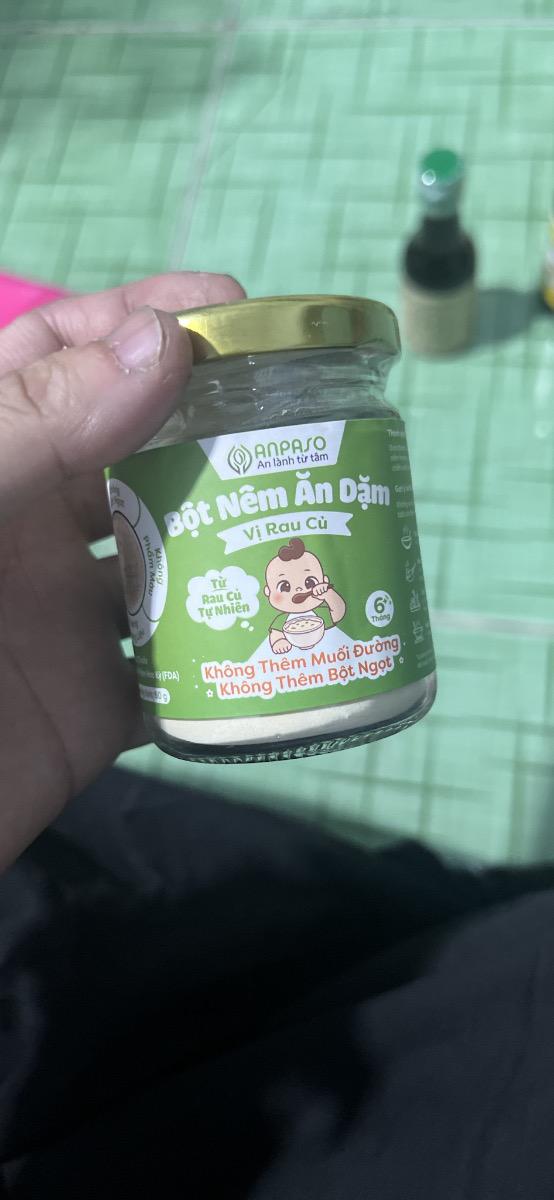 ANPASO
An lành từ tâm
Bột Nêm Ăn Dặm
Vị Rau Củ
Từ
Rau Củ
Tự Nhiên
6+
Tháng
Không Thêm Muối Đường
Không Thêm Bột Ngọt
Không
Phẩm Màu
(FDA)